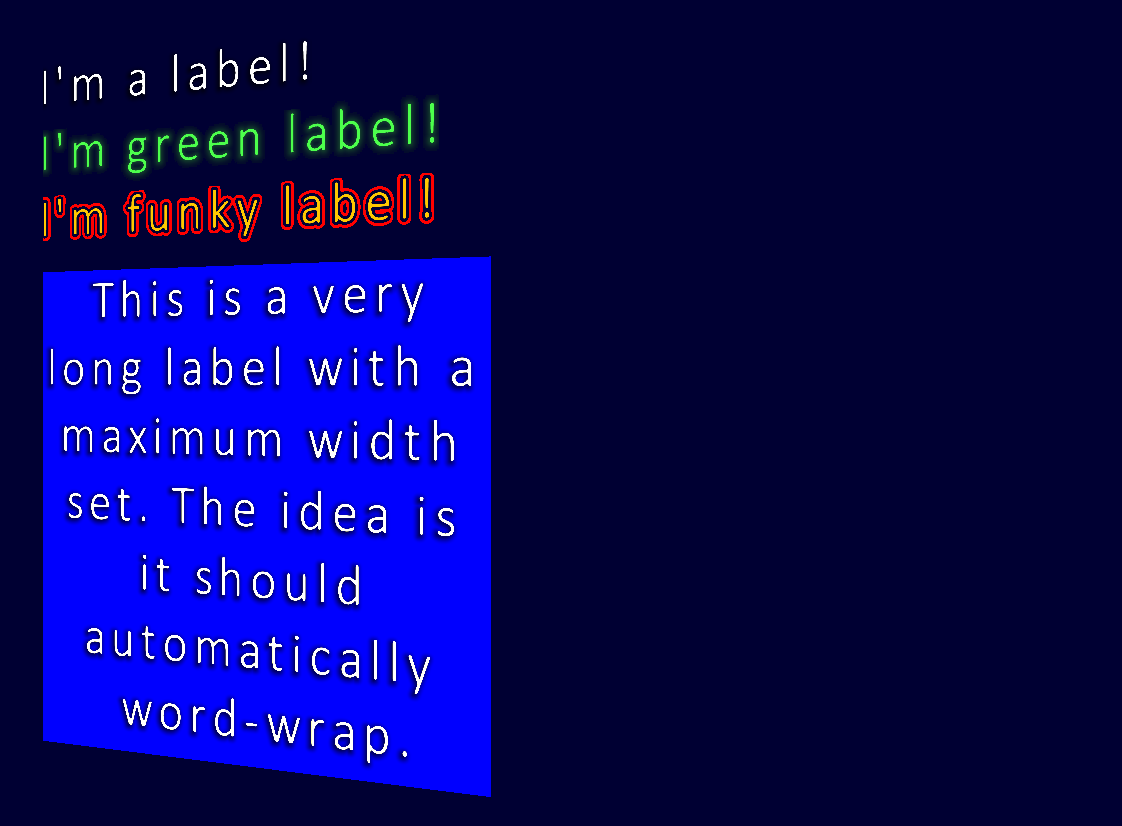 I'm a label!
I'm green label!
I'm funky label!
This is a very
long label with a
maximum width
set. The idea is
it should
automatically
word-wrap.